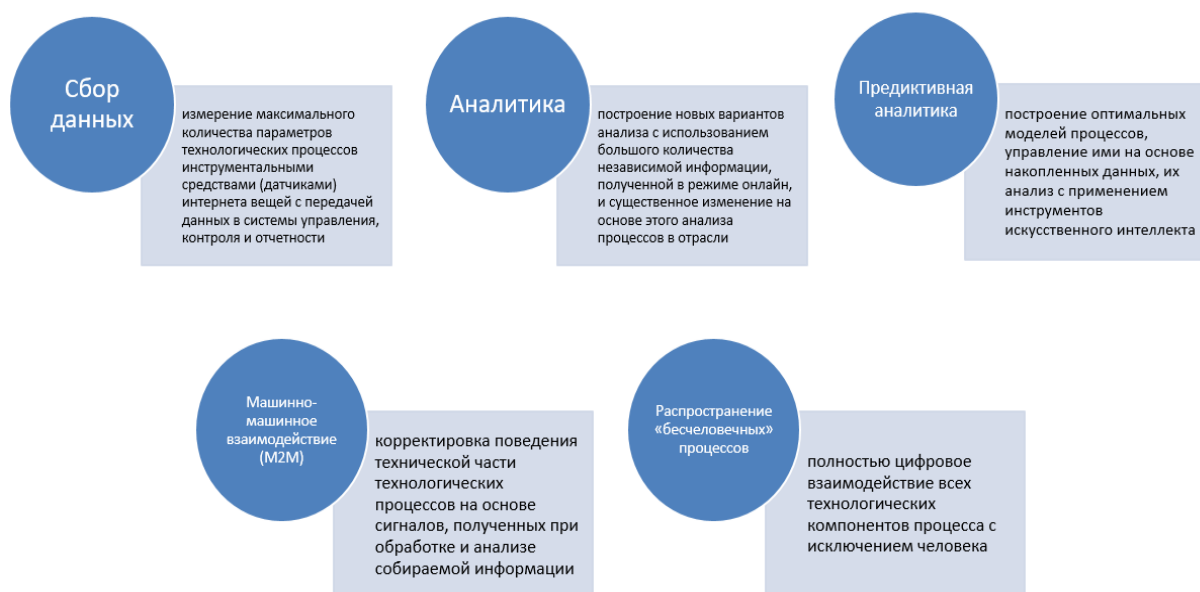 Сбор
данных
измерение максимального
количества параметров
технологических процессов
инструментальными
средствами (датчиками)
интернета вещей с передачей
данных в системы управления,
контроля и отчетности
Аналитика
построение новых вариантов
анализа с использованием
большого количества
независимой информации,
полученной в режиме онлайн,
и существенное изменение на
основе этого анализа
процессов в отрасли
Предиктивная
аналитика
построение оптимальных
моделей процессов,
управление ими на основе
накопленных данных, их
анализ с применением
инструментов
искусственного интеллекта
Машинно-
машинное
взаимодействие
(M2M)
корректировка поведения
технической части
технологических
процессов на основе
сигналов, полученных при
обработке и анализе
собираемой информации
Распространение
«бесчеловечных»
процессов
полностью цифровое
взаимодействие всех
технологических
компонентов процесса с
исключением человека